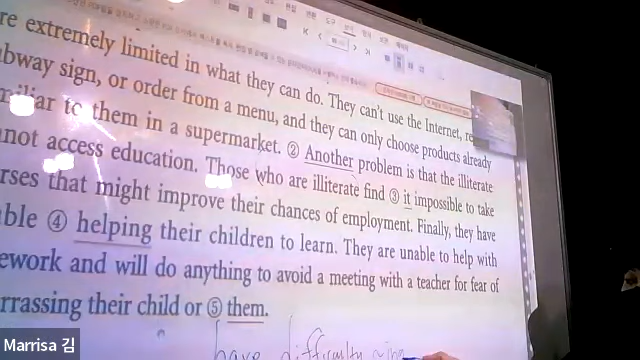 re extremely limited in what they can do. They can't use the Internet, re
bway sign, or order from a menu, and they can only choose products already
miliar to them in a supermarket. ② Another problem is that the illiterate
not access education. Those who are illiterate find ③ it impossible to take
rses that might improve their chances of employment. Finally, they have
ble ④ helping their children to learn. They are unable to help with
ework and will do anything to avoid a meeting with a teacher for fear of
rrassing their child or ⑤ them.
have difficulty ~ing
Marrisa 김